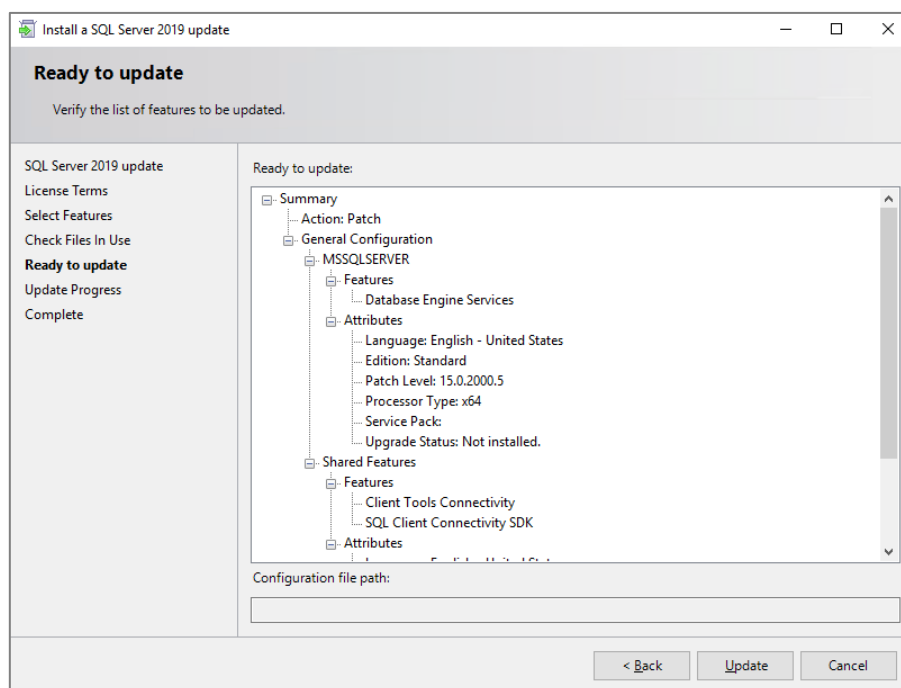 Install a SQL Server 2019 update
Ready to update
Verify the list of features to be updated.
SQL Server 2019 update
License Terms
Select Features
Check Files In Use
Ready to update
Update Progress
Complete
Ready to update:
Summary
Action: Patch
General Configuration
MSSQLSERVER
Features
Database Engine Services
Attributes
Language: English - United States
Edition: Standard
Patch Level: 15.0.2000.5
Processor Type: x64
Service Pack:
Upgrade Status: Not installed.
Shared Features
Features
Client Tools Connectivity
SQL Client Connectivity SDK
Attributes
Configuration file path:
< Back
Update
Cancel